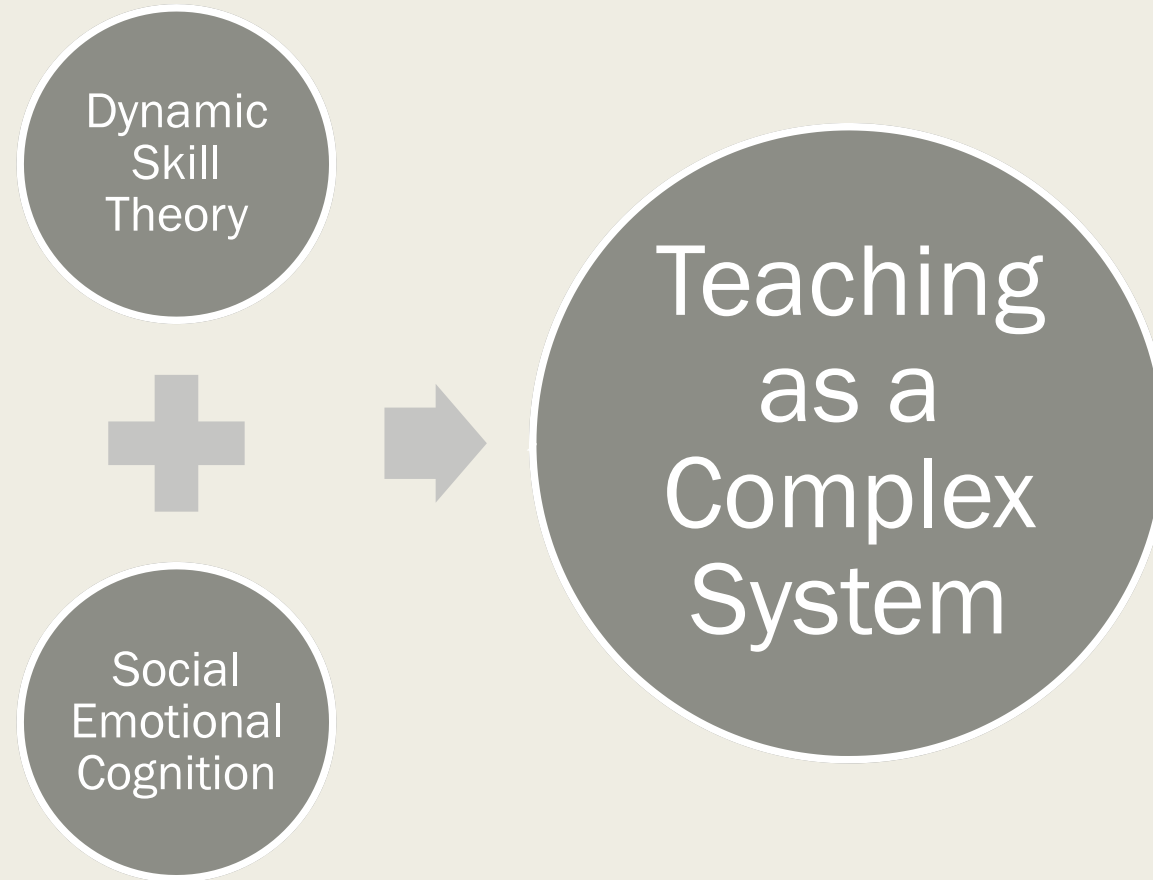 Dynamic
Skill
Theory
Social
Emotional
Cognition
Teaching
as a
Complex
System